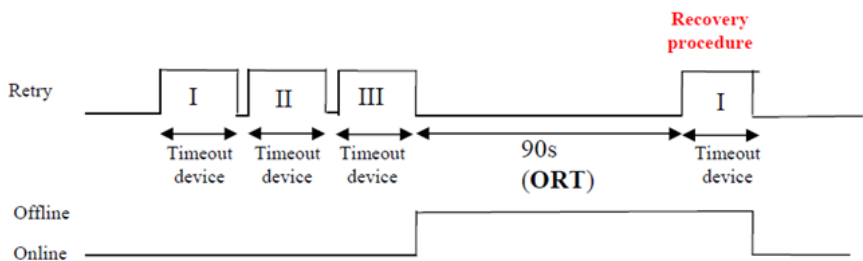 Recovery
procedure
Retry
I
II
III
I
Timeout
device
Timeout
device
Timeout
device
90s
(ORT)
Timeout
device
Offline
Online